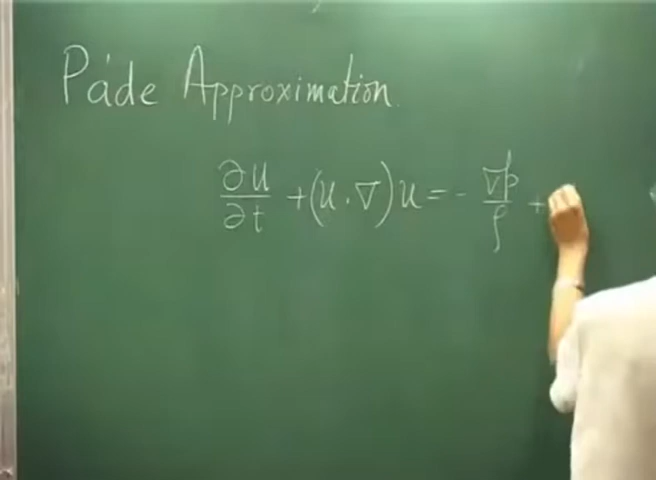 Páde Approximation
∂u/∂t + (u . ∇) u = - ∇p/ρ +